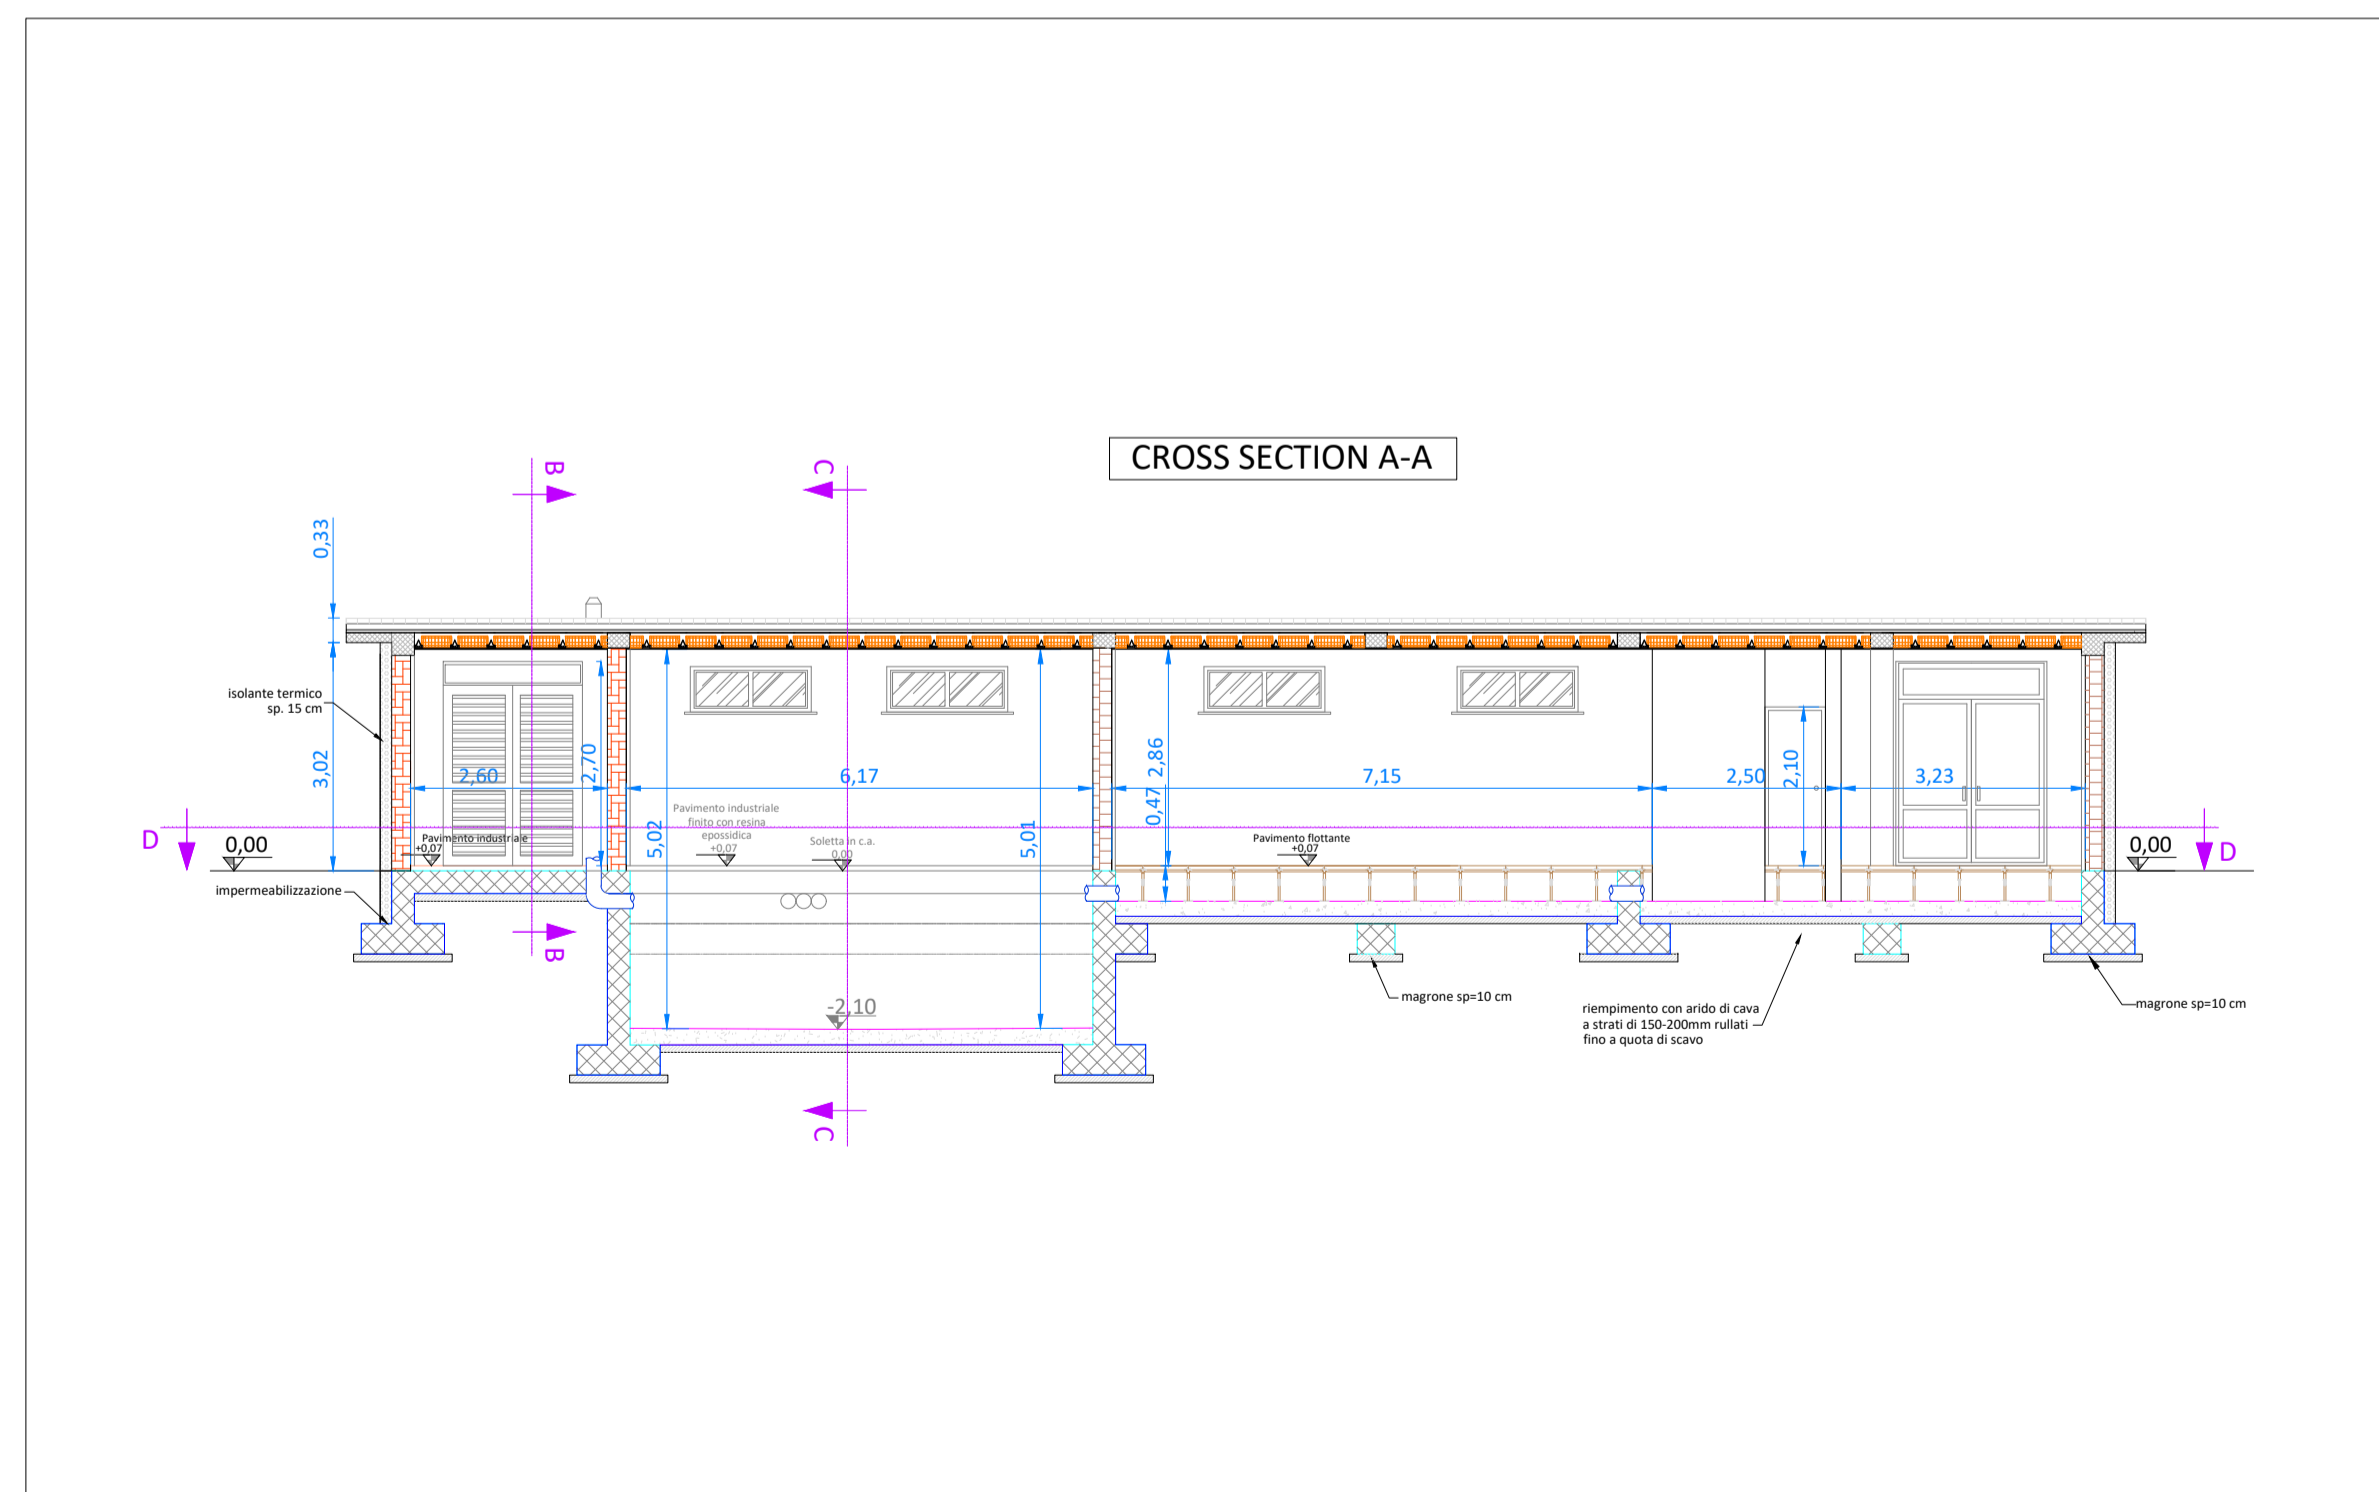 CROSS SECTION A-A
B
C
0,33
isolante termico
sp. 15 cm
3,02
2,60
2,70
6,17
2,86
7,15
2,50
2,10
3,23
0,47
Pavimento industriale
finito con resina
epossidica
+0,07
D
0,00
Pavimento industriale
+0,07
5,02
Soletta in c.a.
0,00
5,01
Pavimento flottante
+0,07
0,00
D
impermeabilizzazione
B
-2,10
magrone sp=10 cm
riempimento con arido di cava
a strati di 150-200mm rullati
fino a quota di scavo
magrone sp=10 cm
C